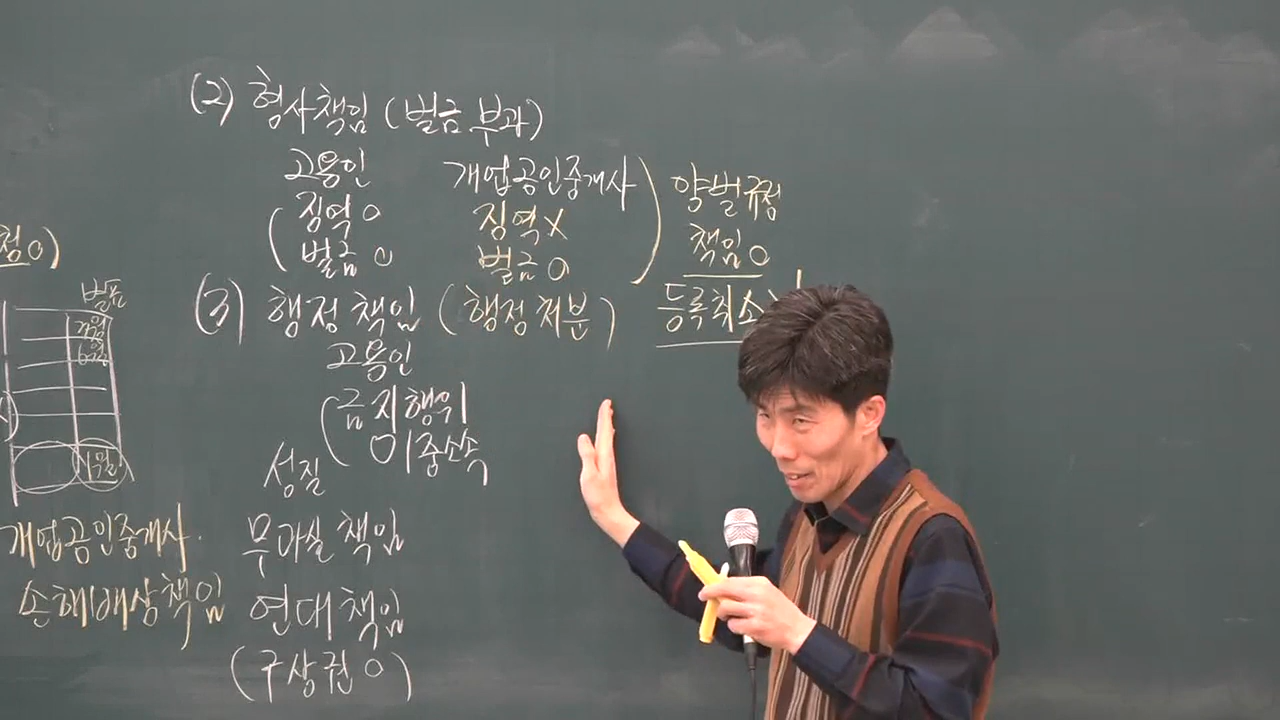 (2) 형사책임 (벌금 부과)
고용인 개업공인중개사
징역 O 징역 X
벌금 O 벌금 O
양벌규정
책임 O
등록취소
(3) 행정 책임 (행정처분)
고용인
금지행위
이중소속
성질
무과실 책임
연대 책임
(구상권 O)
별표
6월
개업공인중개사.
손해배상책임